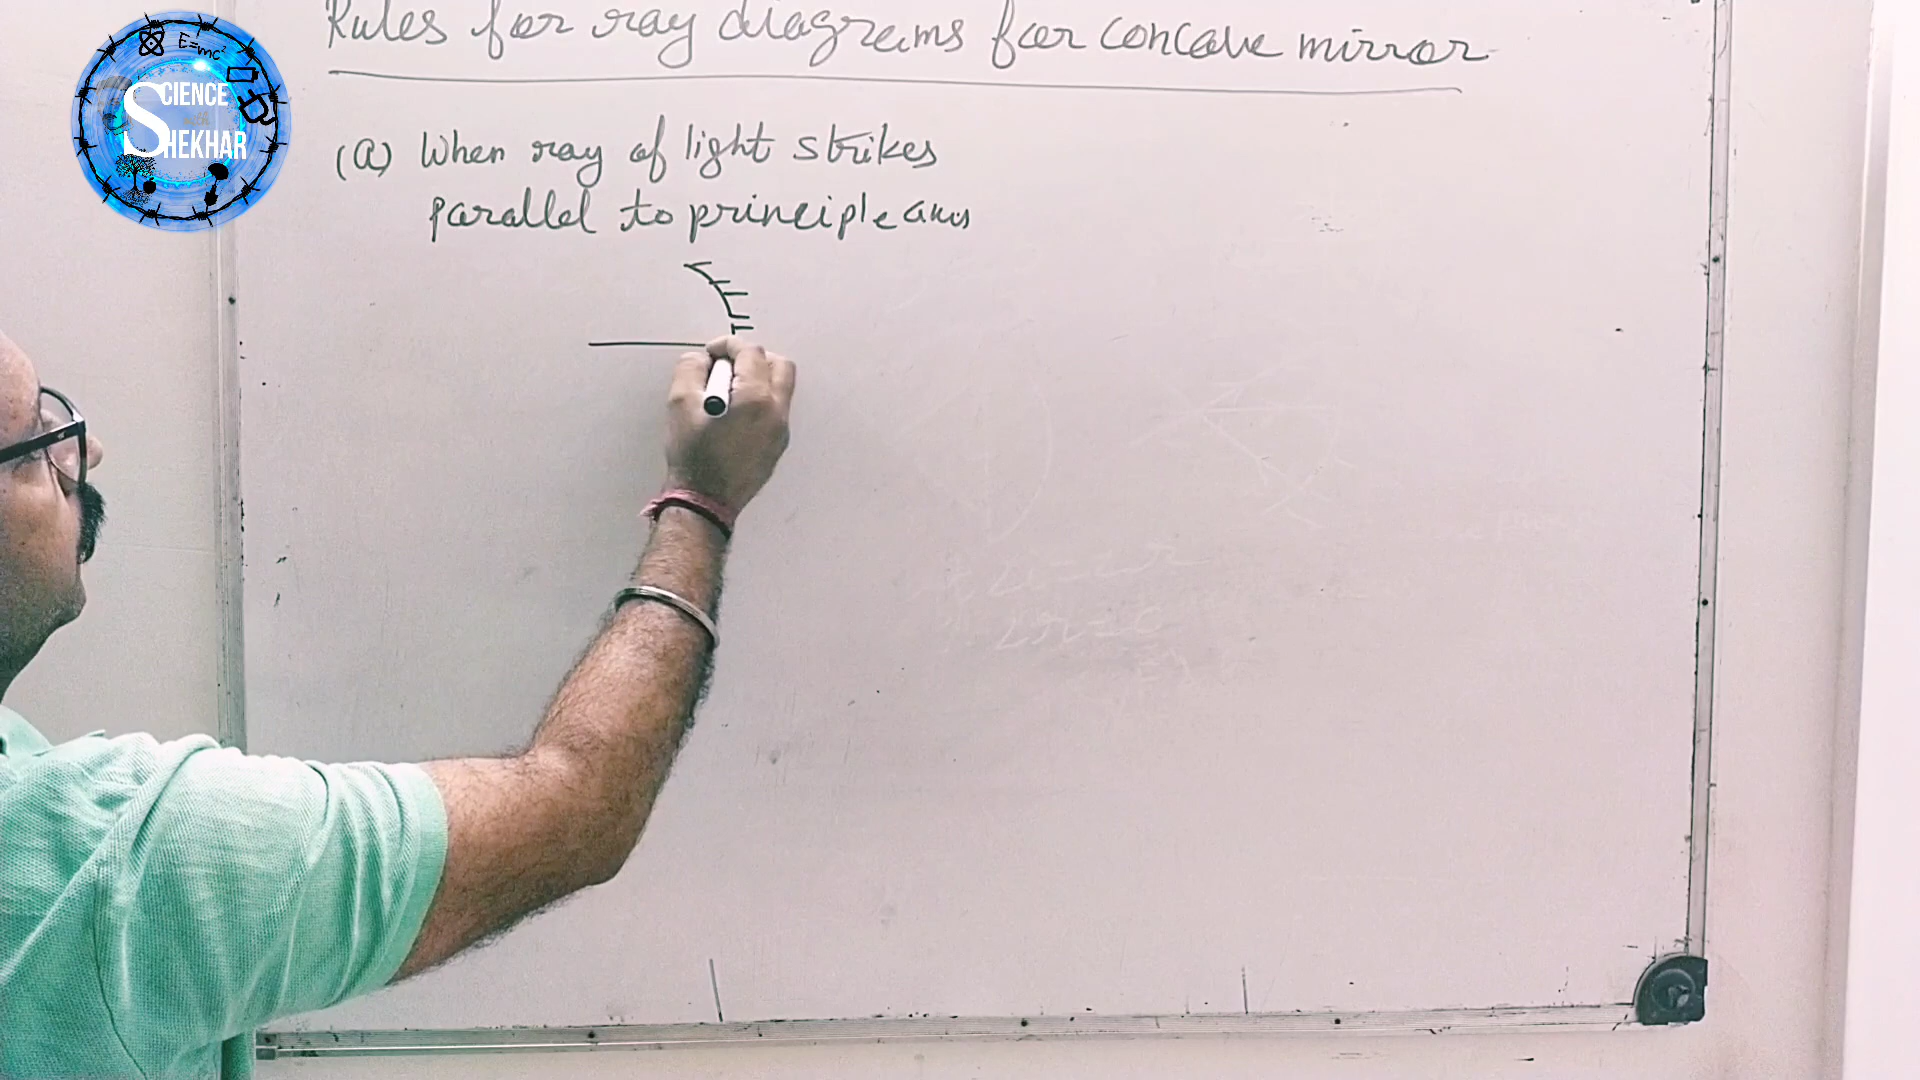 E=mc²
SCIENCE
with
SHEKHAR
Rules for ray diagrams for concave mirror
(a) When ray of light strikes
parallel to principle axis